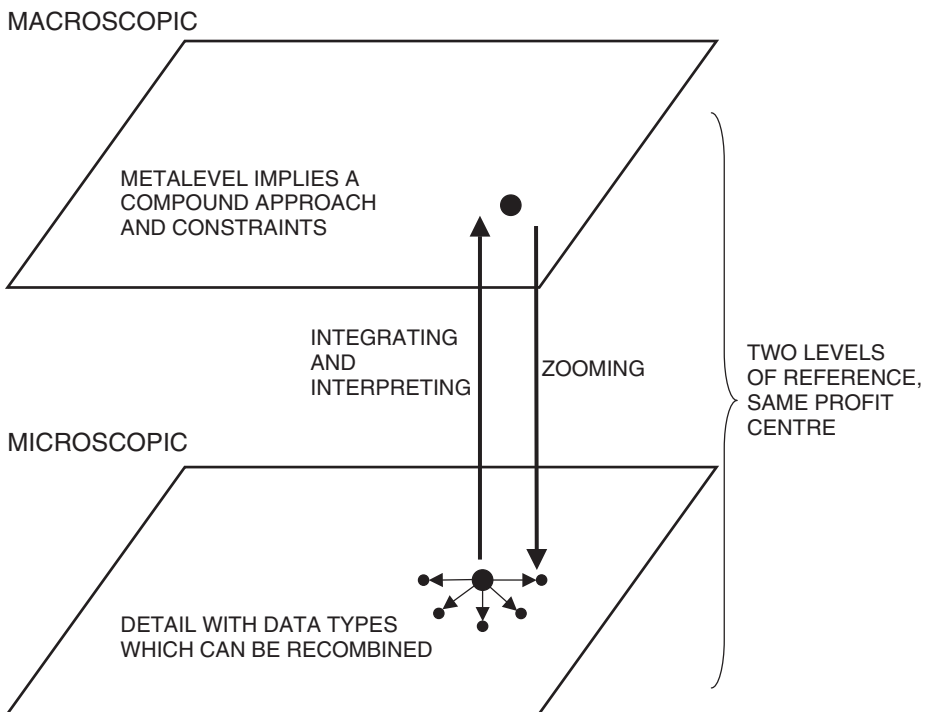 MACROSCOPIC
METALEVEL IMPLIES A
COMPOUND APPROACH
AND CONSTRAINTS
INTEGRATING
AND
INTERPRETING
ZOOMING
TWO LEVELS
OF REFERENCE,
SAME PROFIT
CENTRE
MICROSCOPIC
DETAIL WITH DATA TYPES
WHICH CAN BE RECOMBINED